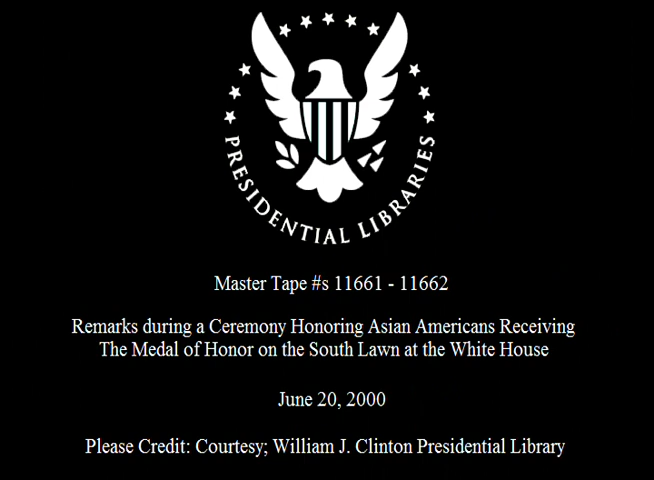 PRESIDENTIAL LIBRARIES
Master Tape #s 11661 - 11662
Remarks during a Ceremony Honoring Asian Americans Receiving
The Medal of Honor on the South Lawn at the White House
June 20, 2000
Please Credit: Courtesy; William J. Clinton Presidential Library